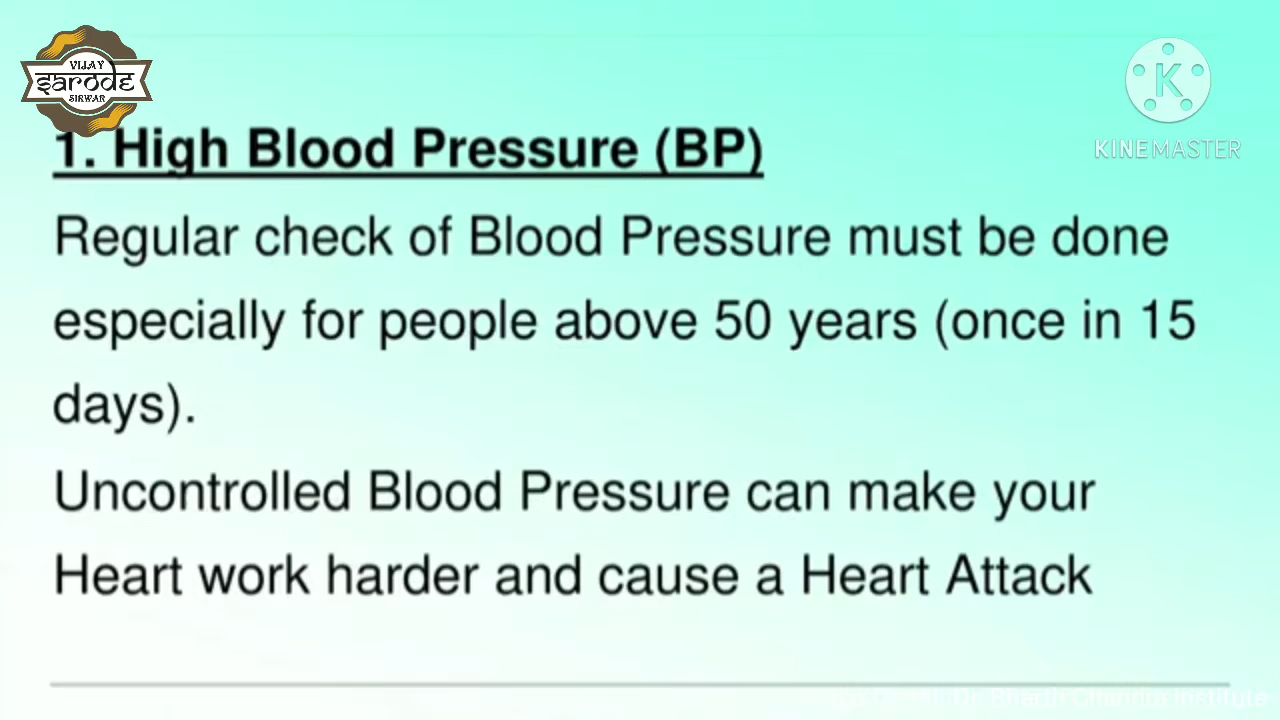 VIJAY
sarode
SIRWAR
K
KINEMASTER
1. High Blood Pressure (BP)
Regular check of Blood Pressure must be done
especially for people above 50 years (once in 15
days).
Uncontrolled Blood Pressure can make your
Heart work harder and cause a Heart Attack